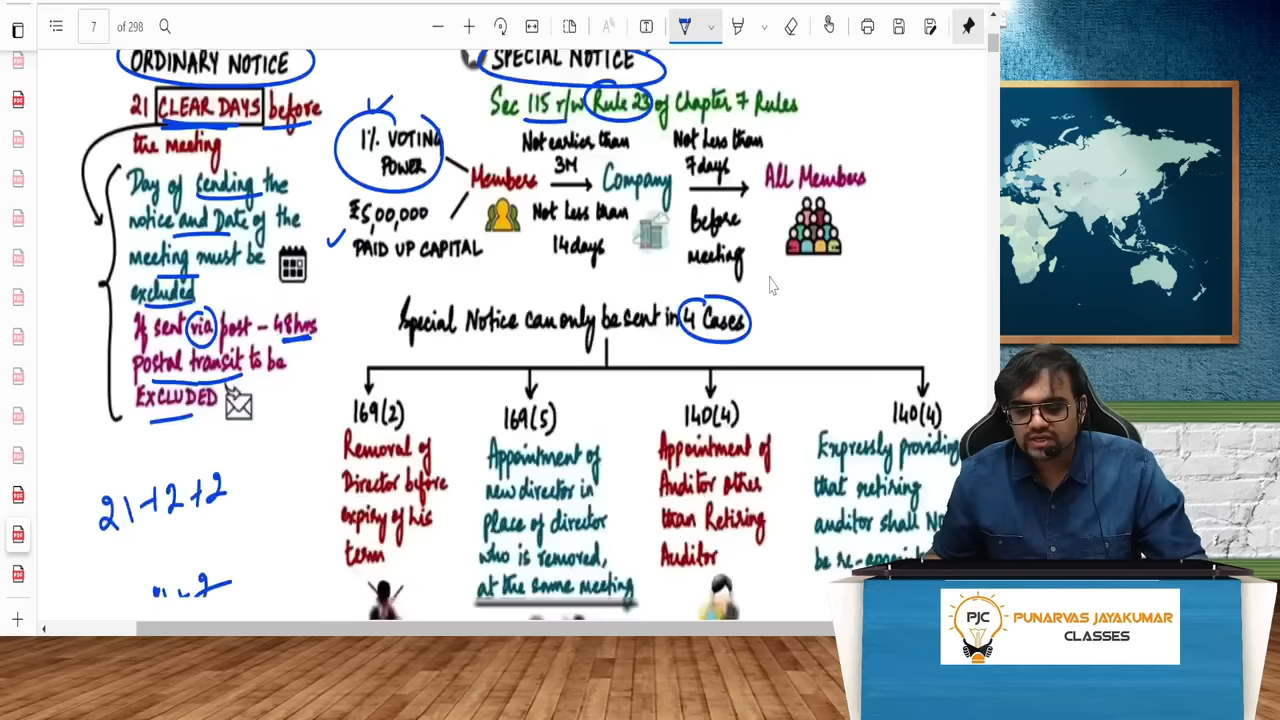 7 of 298
ORDINARY NOTICE
21 CLEAR DAYS before
the meeting
Day of sending the
notice and Date of the
meeting must be
excluded
If sent via post - 48hrs
postal transit to be
EXCLUDED
21+2+2
SPECIAL NOTICE
Sec 115 r/w Rule 23 of Chapter 7 Rules
1% VOTING
POWER
₹5,00,000
PAID UP CAPITAL
Members
Not earlier than
3M
Not Less than
14days
Company
Not Less than
7days
Before
meeting
All Members
Special Notice can only be sent in 4 Cases
169(2)
Removal of
Director before
expiry of his
term
169(5)
Appointment of
new director in
place of director
who is removed,
at the same meeting
140(4)
Appointment of
Auditor other
than Retiring
Auditor
140(4)
Expressly providing
that retiring
auditor shall
be
PJC
PUNARVAS JAYAKUMAR
CLASSES